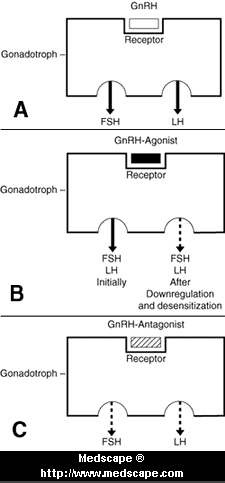 GnRH
Receptor
Gonadotroph
A
FSH LH
GnRH-Agonist
Receptor
Gonadotroph
B
FSH FSH
LH LH
Initially After
Downregulation
and desensitization
GnRH-Antagonist
Receptor
Gonadotroph
C
FSH LH
Medscape ®
http://www.medscape.com